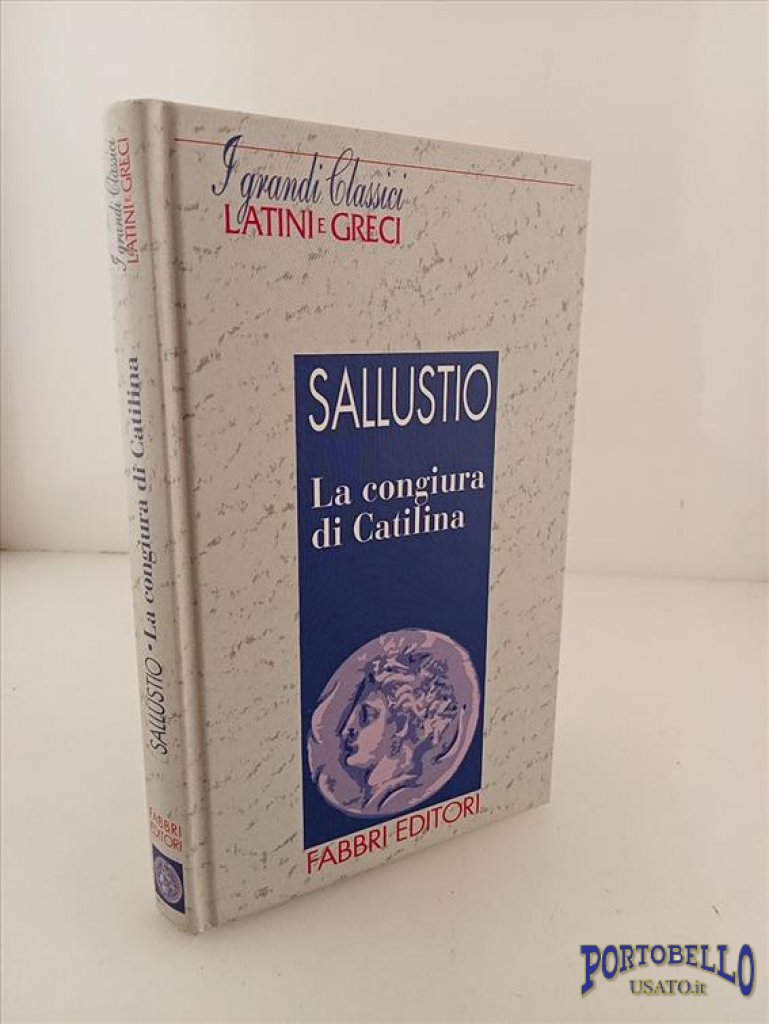 I grandi Classici
LATINI E GRECI
SALLUSTIO
La congiura
di Catilina
FABBRI EDITORI
I grandi Classici
LATINI E GRECI
SALLUSTIO • La congiura di Catilina
FABBRI
EDITORI
PORTOBELLO
USATO.it